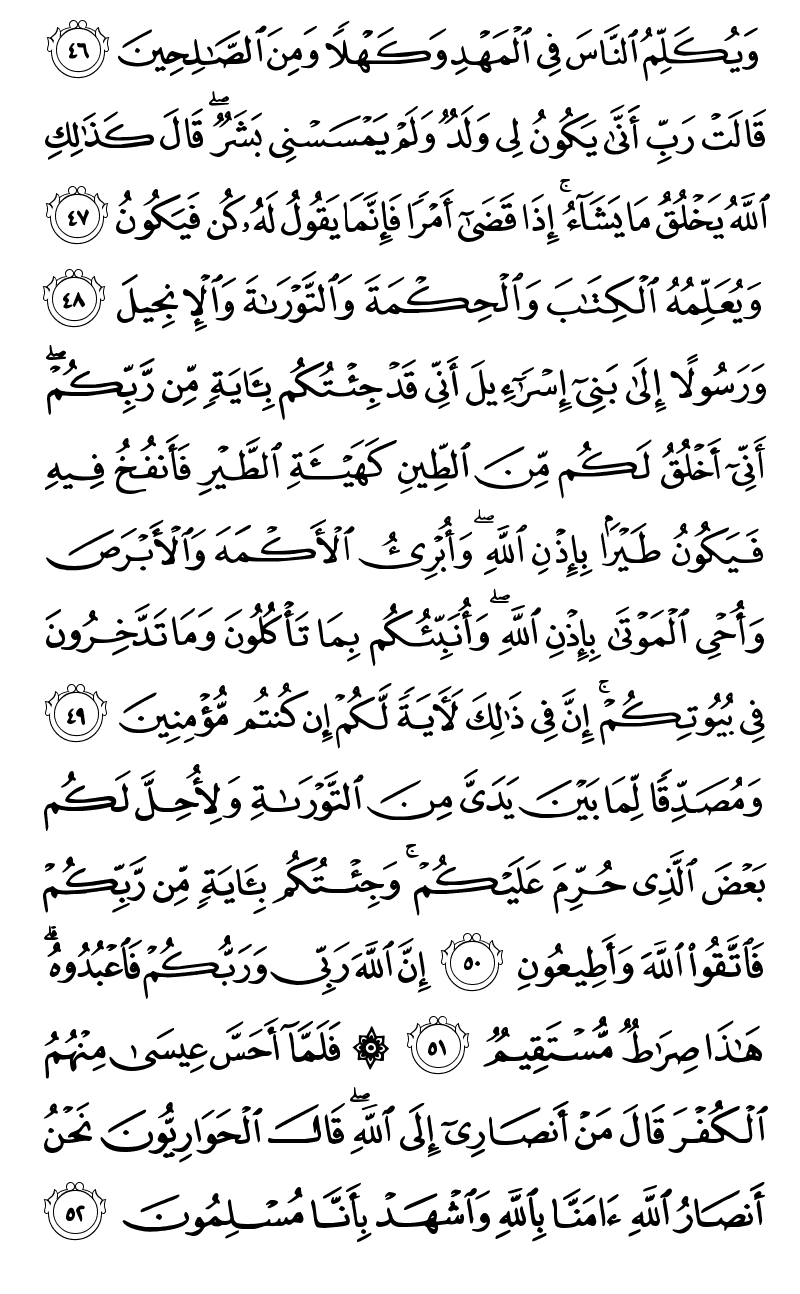 وَيُكَلِّمُ ٱلنَّاسَ فِي ٱلۡمَهۡدِ وَكَهۡلٗا وَمِنَ ٱلصَّٰلِحِينَ ٤٦
قَالَتۡ رَبِّ أَنَّىٰ يَكُونُ لِي وَلَدٞ وَلَمۡ يَمۡسَسۡنِي بَشَرٞۖ قَالَ كَذَٰلِكِ
ٱللَّهُ يَخۡلُقُ مَا يَشَآءُۚ إِذَا قَضَىٰٓ أَمۡرٗا فَإِنَّمَا يَقُولُ لَهُۥ كُن فَيَكُونُ ٤٧
وَيُعَلِّمُهُ ٱلۡكِتَٰبَ وَٱلۡحِكۡمَةَ وَٱلتَّوۡرَىٰةَ وَٱلۡإِنجِيلَ ٤٨
وَرَسُولًا إِلَىٰ بَنِيٓ إِسۡرَٰٓءِيلَ أَنِّي قَدۡ جِئۡتُكُم بِـَٔايَةٖ مِّن رَّبِّكُمۡۖ
أَنِّيٓ أَخۡلُقُ لَكُم مِّنَ ٱلطِّينِ كَهَيۡـَٔةِ ٱلطَّيۡرِ فَأَنفُخُ فِيهِ
فَيَكُونُ طَيۡرَۢا بِإِذۡنِ ٱللَّهِۖ وَأُبۡرِئُ ٱلۡأَكۡمَهَ وَٱلۡأَبۡرَصَ
وَأُحۡيِ ٱلۡمَوۡتَىٰ بِإِذۡنِ ٱللَّهِۖ وَأُنَبِّئُكُم بِمَا تَأۡكُلُونَ وَمَا تَدَّخِرُونَ
فِي بُيُوتِكُمۡۚ إِنَّ فِي ذَٰلِكَ لَأٓيَةٗ لَّكُمۡ إِن كُنتُم مُّؤۡمِنِينَ ٤٩
وَمُصَدِّقٗا لِّمَا بَيۡنَ يَدَيَّ مِنَ ٱلتَّوۡرَىٰةِ وَلِأُحِلَّ لَكُم
بَعۡضَ ٱلَّذِي حُرِّمَ عَلَيۡكُمۡۚ وَجِئۡتُكُم بِـَٔايَةٖ مِّن رَّبِّكُمۡ
فَٱتَّقُواْ ٱللَّهَ وَأَطِيعُونِ ٥٠ إِنَّ ٱللَّهَ رَبِّي وَرَبُّكُمۡ فَٱعۡبُدُوهُۚ
هَٰذَا صِرَٰطٞ مُّسۡتَقِيمٞ ٥١ ۞ فَلَمَّآ أَحَسَّ عِيسَىٰ مِنۡهُمُ
ٱلۡكُفۡرَ قَالَ مَنۡ أَنصَارِيٓ إِلَى ٱللَّهِۖ قَالَ ٱلۡحَوَارِيُّونَ نَحۡنُ
أَنصَارُ ٱللَّهِ ءَامَنَّا بِٱللَّهِ وَٱشۡهَدۡ بِأَنَّا مُسۡلِمُونَ ٥٢